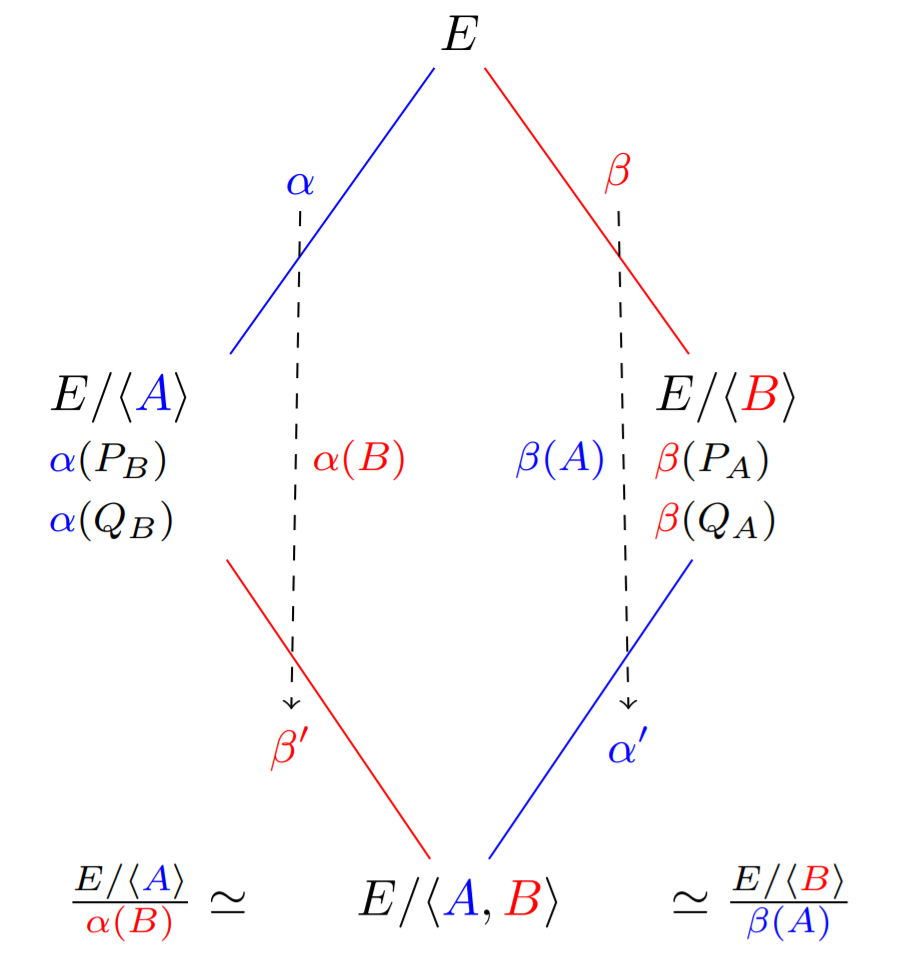 E
α β
E/⟨A⟩ E/⟨B⟩
α(P_B) α(B) β(A) β(P_A)
α(Q_B) β(Q_A)
β′ α′
E/⟨A⟩ / α(B) ≃ E/⟨A, B⟩ ≃ E/⟨B⟩ / β(A)